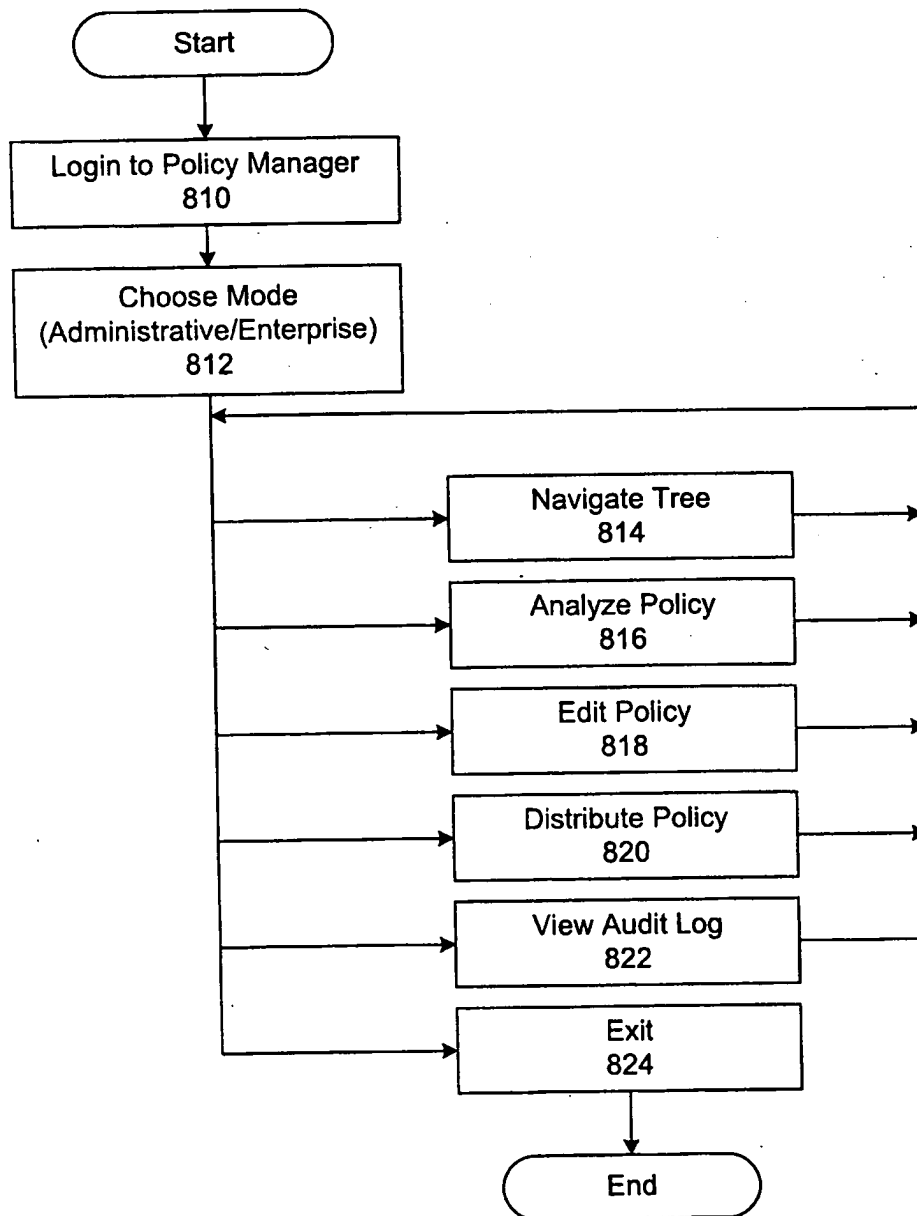 Start
Login to Policy Manager
810
Choose Mode
(Administrative/Enterprise)
812
Navigate Tree
814
Analyze Policy
816
Edit Policy
818
Distribute Policy
820
View Audit Log
822
Exit
824
End